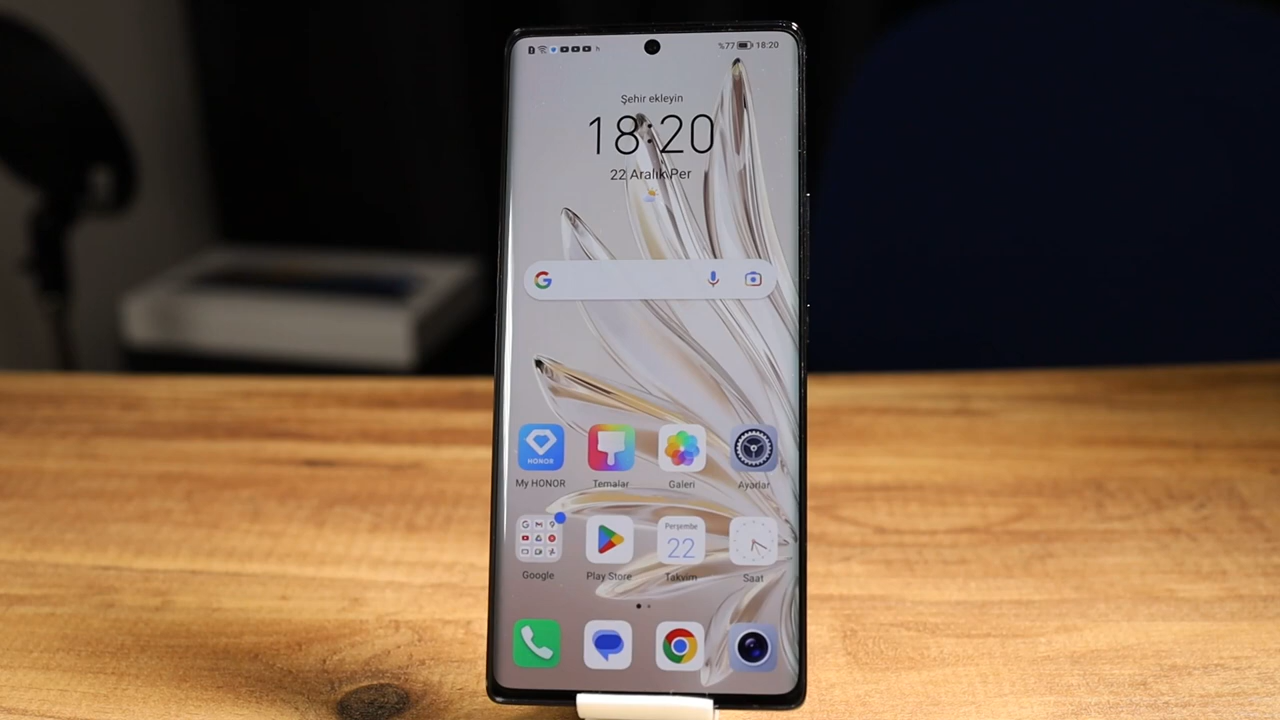 h %77 18:20
Şehir ekleyin
18:20
22 Aralık Per
G
HONOR
My HONOR Temalar Galeri Ayarlar
Perşembe
22
Google Play Store Takvim Saat